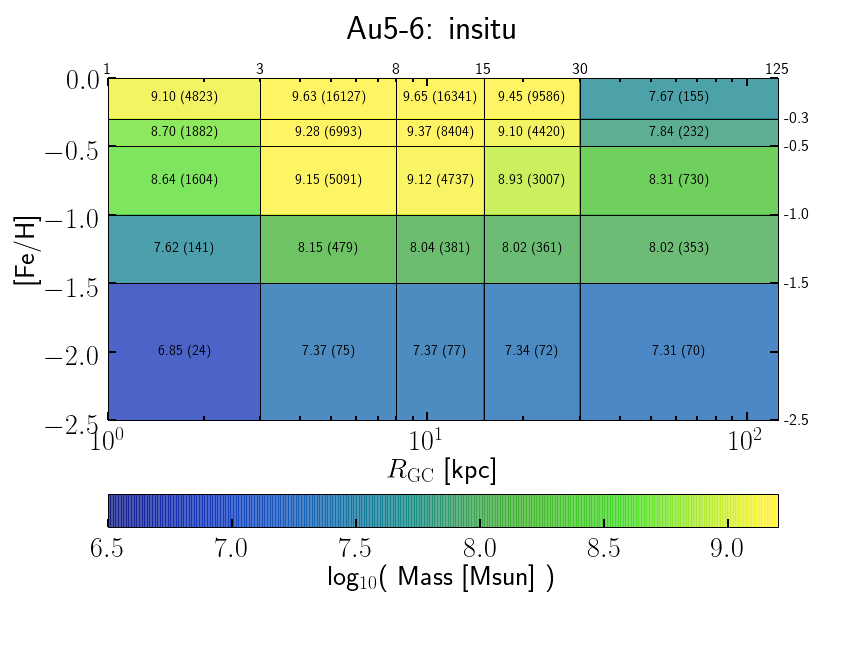 Au5-6: insitu
1 3 8 15 30 125
0.0
9.10 (4823) 9.63 (16127) 9.65 (16341) 9.45 (9586) 7.67 (155)
-0.3
8.70 (1882) 9.28 (6993) 9.37 (8404) 9.10 (4420) 7.84 (232)
−0.5 -0.5
8.64 (1604) 9.15 (5091) 9.12 (4737) 8.93 (3007) 8.31 (730)
−1.0 -1.0
[Fe/H]
7.62 (141) 8.15 (479) 8.04 (381) 8.02 (361) 8.02 (353)
−1.5 -1.5
6.85 (24) 7.37 (75) 7.37 (77) 7.34 (72) 7.31 (70)
−2.0
−2.5 -2.5
10⁰ 10¹ 10²
R_GC [kpc]
6.5 7.0 7.5 8.0 8.5 9.0
log₁₀( Mass [Msun] )